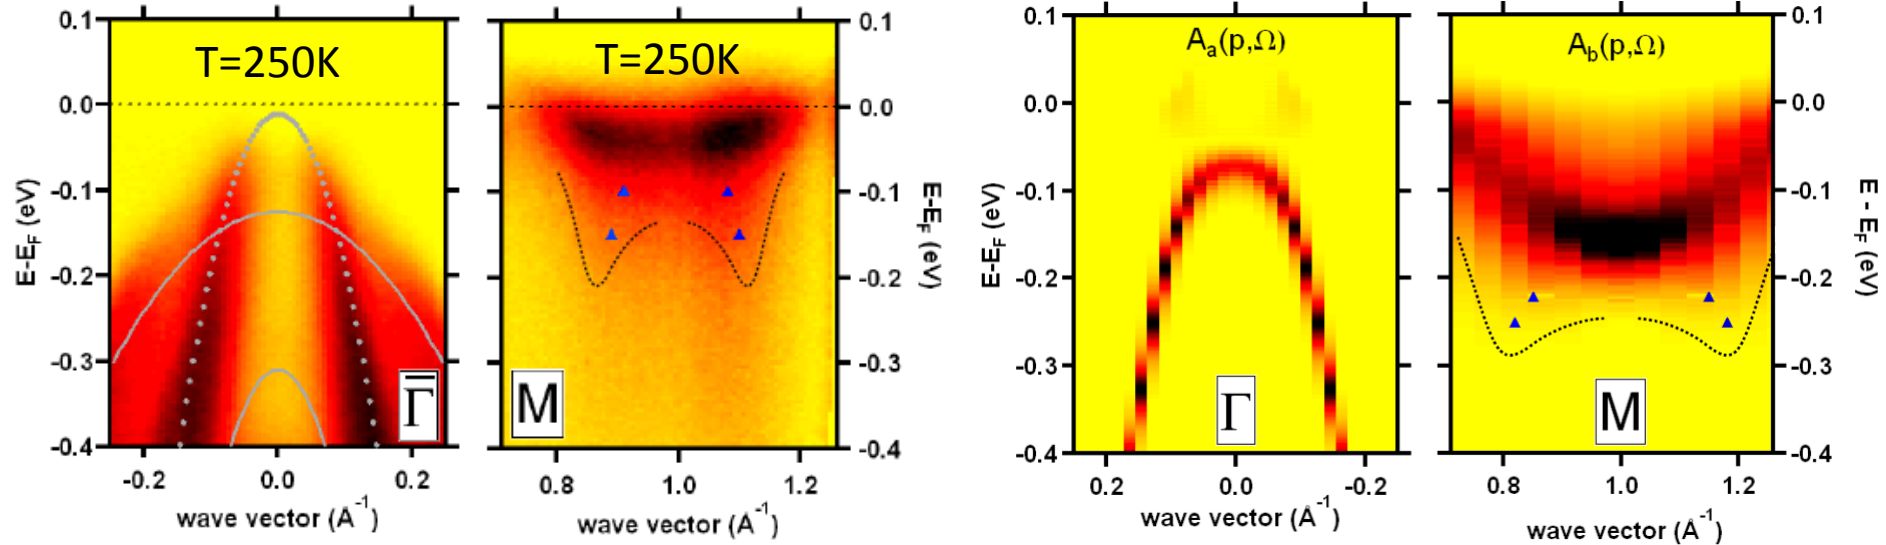 0.1
0.0
-0.1
-0.2
-0.3
-0.4
E-E_F (eV)
T=250K
Γ̅
-0.2 0.0 0.2
wave vector (Å⁻¹)
T=250K
M
0.1
0.0
-0.1
-0.2
-0.3
-0.4
E-E_F (eV)
0.8 1.0 1.2
wave vector (Å⁻¹)
0.1
0.0
-0.1
-0.2
-0.3
-0.4
E-E_F (eV)
A_a(p,Ω)
Γ
0.2 0.0 -0.2
wave vector (Å⁻¹)
A_b(p,Ω)
M
0.1
0.0
-0.1
-0.2
-0.3
-0.4
E - E_F (eV)
0.8 1.0 1.2
wave vector (Å⁻¹)